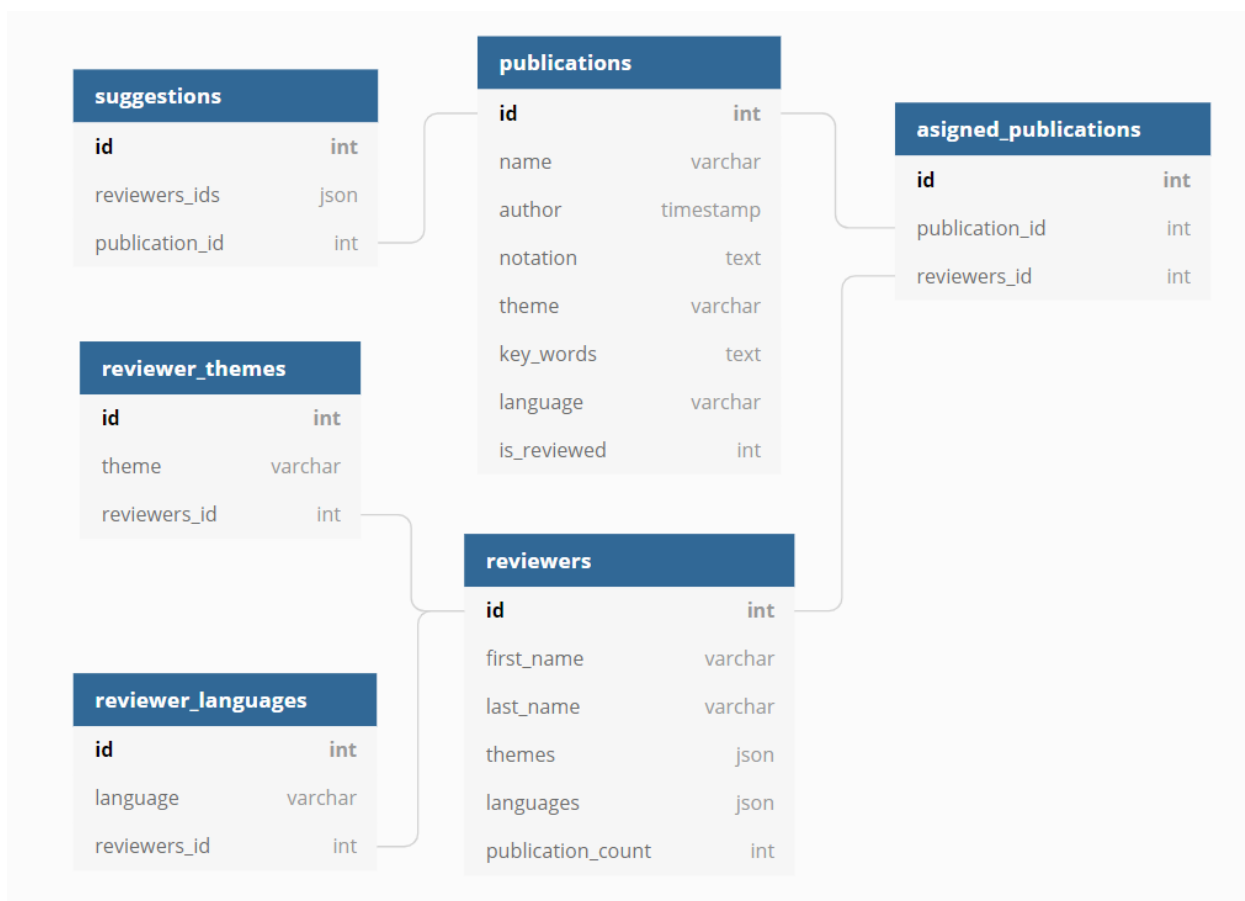 suggestions
id int
reviewers_ids json
publication_id int
publications
id int
name varchar
author timestamp
notation text
theme varchar
key_words text
language varchar
is_reviewed int
asigned_publications
id int
publication_id int
reviewers_id int
reviewer_themes
id int
theme varchar
reviewers_id int
reviewers
id int
first_name varchar
last_name varchar
themes json
languages json
publication_count int
reviewer_languages
id int
language varchar
reviewers_id int